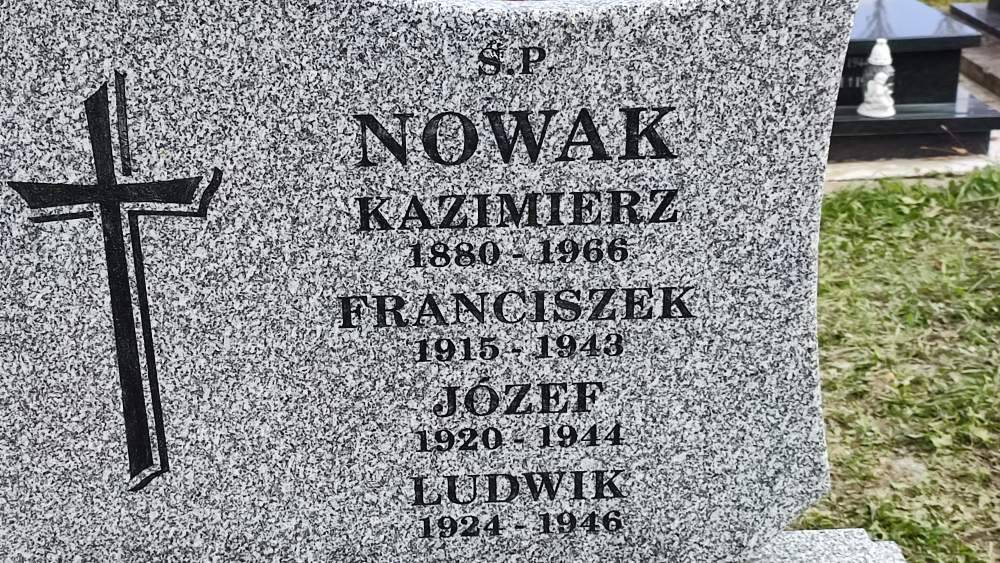 Ś.P.
NOWAK
KAZIMIERZ
1880 - 1966
FRANCISZEK
1915 - 1943
JÓZEF
1920 - 1944
LUDWIK
1924 - 1946